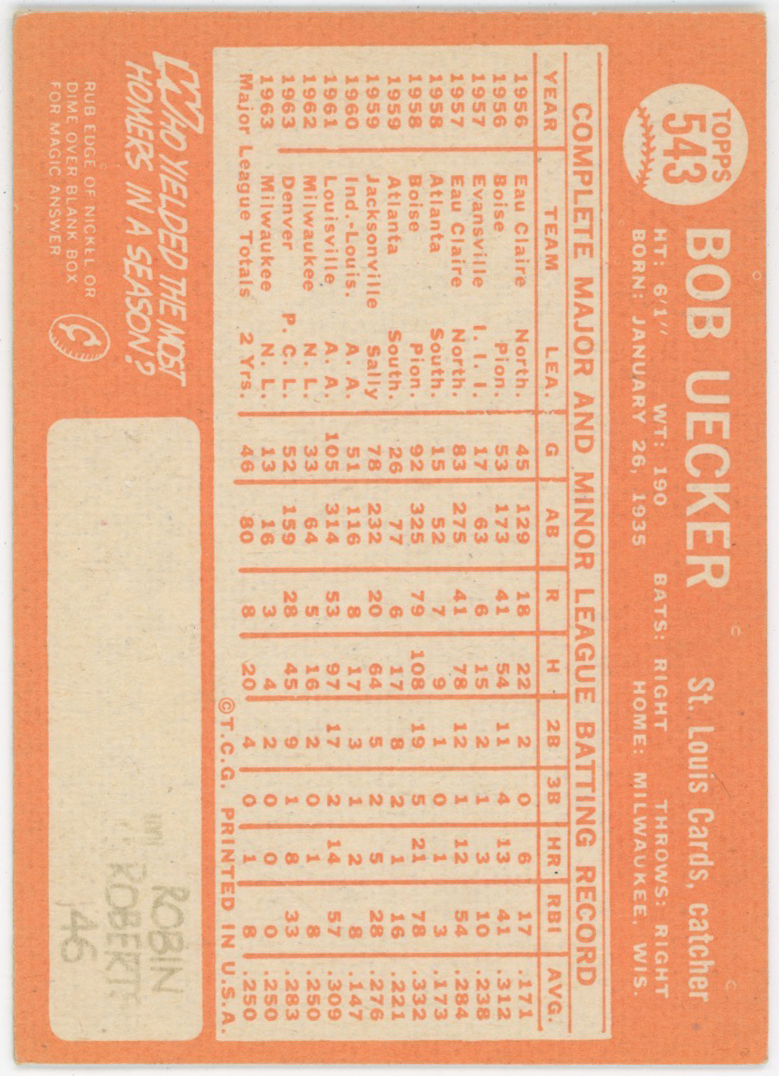 TOPPS
543
BOB UECKER
St. Louis Cards, catcher
HT: 6'1" WT: 190 BATS: RIGHT THROWS: RIGHT
BORN: JANUARY 26, 1935 HOME: MILWAUKEE, WIS.
COMPLETE MAJOR AND MINOR LEAGUE BATTING RECORD
YEAR TEAM LEA. G AB R H 2B 3B HR RBI AVG.
1956 Eau Claire North. 45 129 18 22 2 0 6 17 .171
1956 Boise Pion. 53 173 41 54 11 4 13 41 .312
1957 Evansville I. I. I. 17 63 6 15 2 1 3 10 .238
1957 Eau Claire North. 83 275 41 78 12 1 12 54 .284
1958 Atlanta South. 15 52 7 9 1 0 1 3 .173
1958 Boise Pion. 92 325 79 108 19 5 21 78 .332
1959 Atlanta South. 26 77 6 17 8 2 1 16 .221
1959 Jacksonville Sally 78 232 20 64 5 2 5 28 .276
1960 Ind.-Louis. A. A. 51 116 8 17 3 1 2 8 .147
1961 Louisville A. A. 105 314 53 97 17 2 14 57 .309
1962 Milwaukee N. L. 33 64 5 16 2 0 1 8 .250
1963 Denver P. C. L. 52 159 28 45 9 1 8 33 .283
1963 Milwaukee N. L. 13 16 3 4 2 0 0 0 .250
Major League Totals 2 Yrs. 46 80 8 20 4 0 1 8 .250
©T.C.G. PRINTED IN U.S.A.
WHO YIELDED THE MOST
HOMERS IN A SEASON?
RUB EDGE OF NICKEL OR
DIME OVER BLANK BOX
FOR MAGIC ANSWER
ROBIN
ROBERTS
46